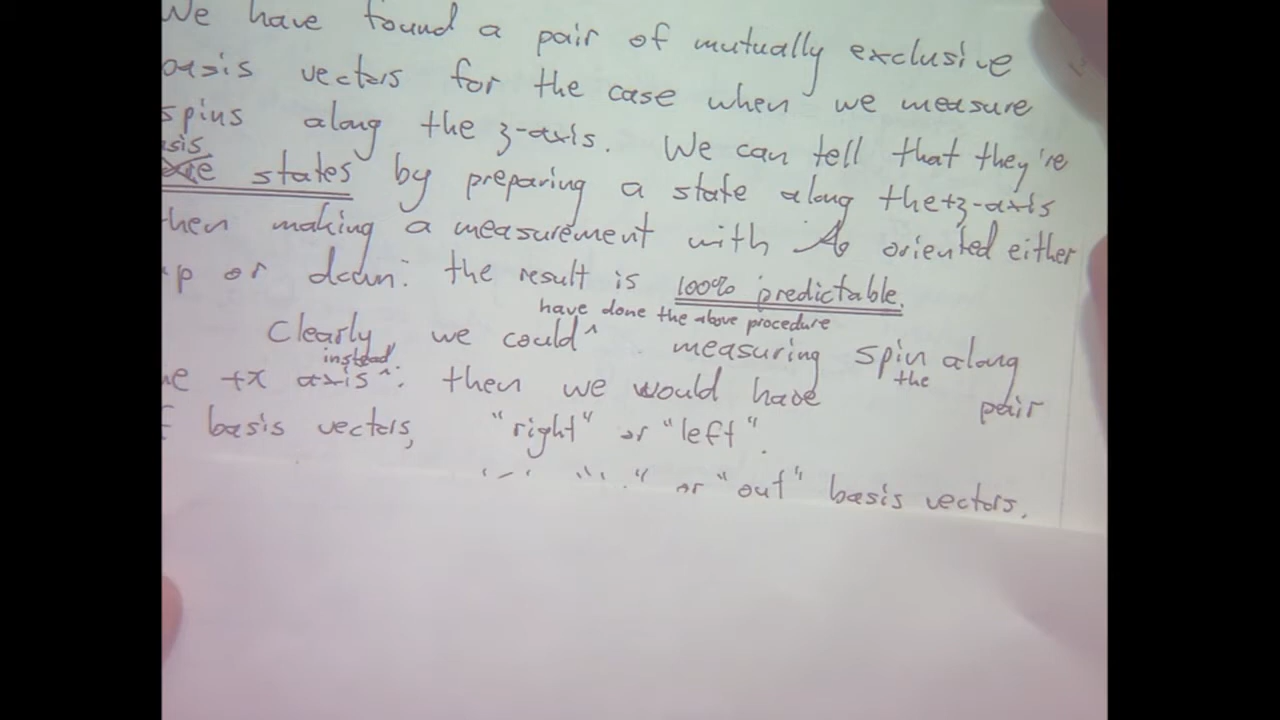 We have found a pair of mutually exclusive
basis vectors for the case when we measure
spins along the z-axis. We can tell that they're
states by preparing a state along the +z-axis
then making a measurement with A oriented either
up or down: the result is 100% predictable.
have done the above procedure
Clearly we could ^ measuring spin along
instead the
+x axis ^. then we would have pair
basis vectors, "right" or "left".
" or "out" basis vectors.